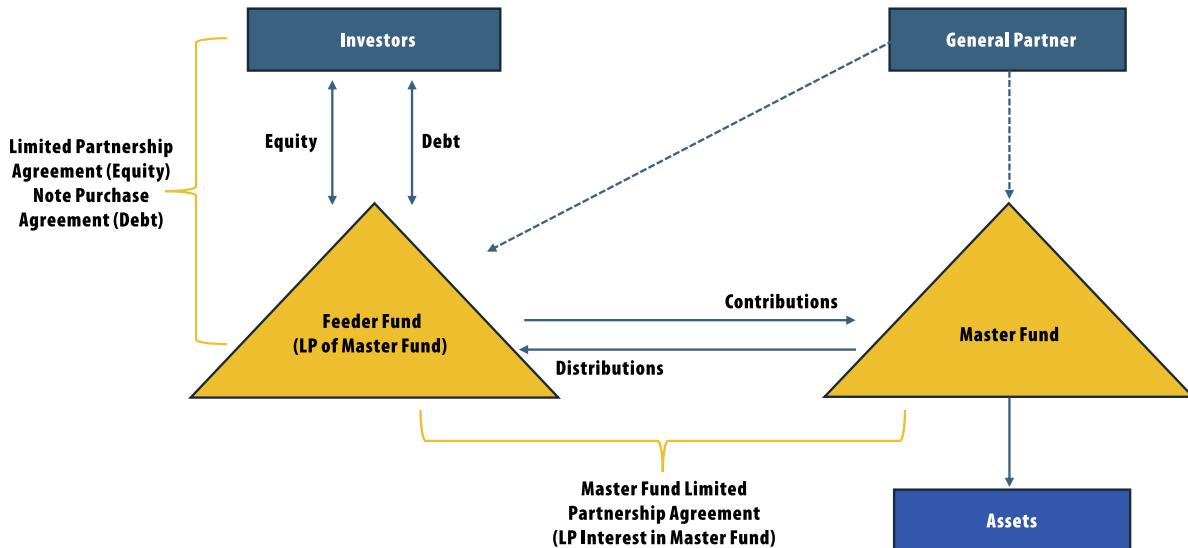 Investors
General Partner
Equity
Debt
Limited Partnership
Agreement (Equity)
Note Purchase
Agreement (Debt)
Contributions
Feeder Fund
(LP of Master Fund)
Master Fund
Distributions
Master Fund Limited
Partnership Agreement
(LP Interest in Master Fund)
Assets